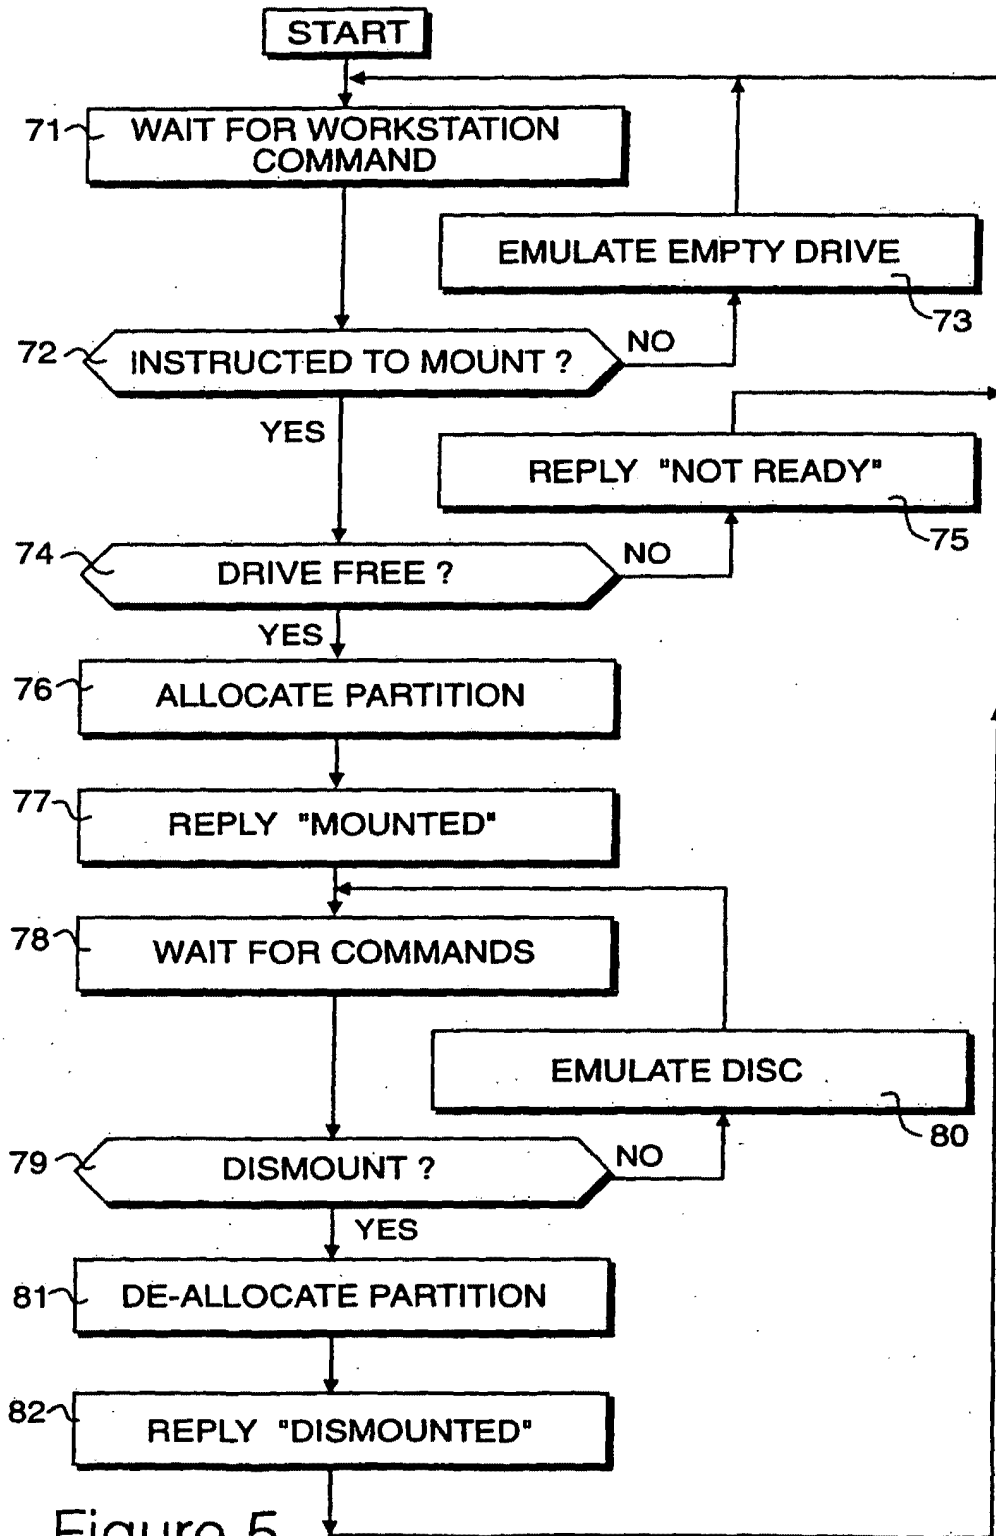 START
71
WAIT FOR WORKSTATION
COMMAND
EMULATE EMPTY DRIVE
73
72
INSTRUCTED TO MOUNT ?
NO
YES
REPLY "NOT READY"
75
74
DRIVE FREE ?
NO
YES
76
ALLOCATE PARTITION
77
REPLY "MOUNTED"
78
WAIT FOR COMMANDS
EMULATE DISC
80
79
DISMOUNT ?
NO
YES
81
DE-ALLOCATE PARTITION
82
REPLY "DISMOUNTED"
Figure 5